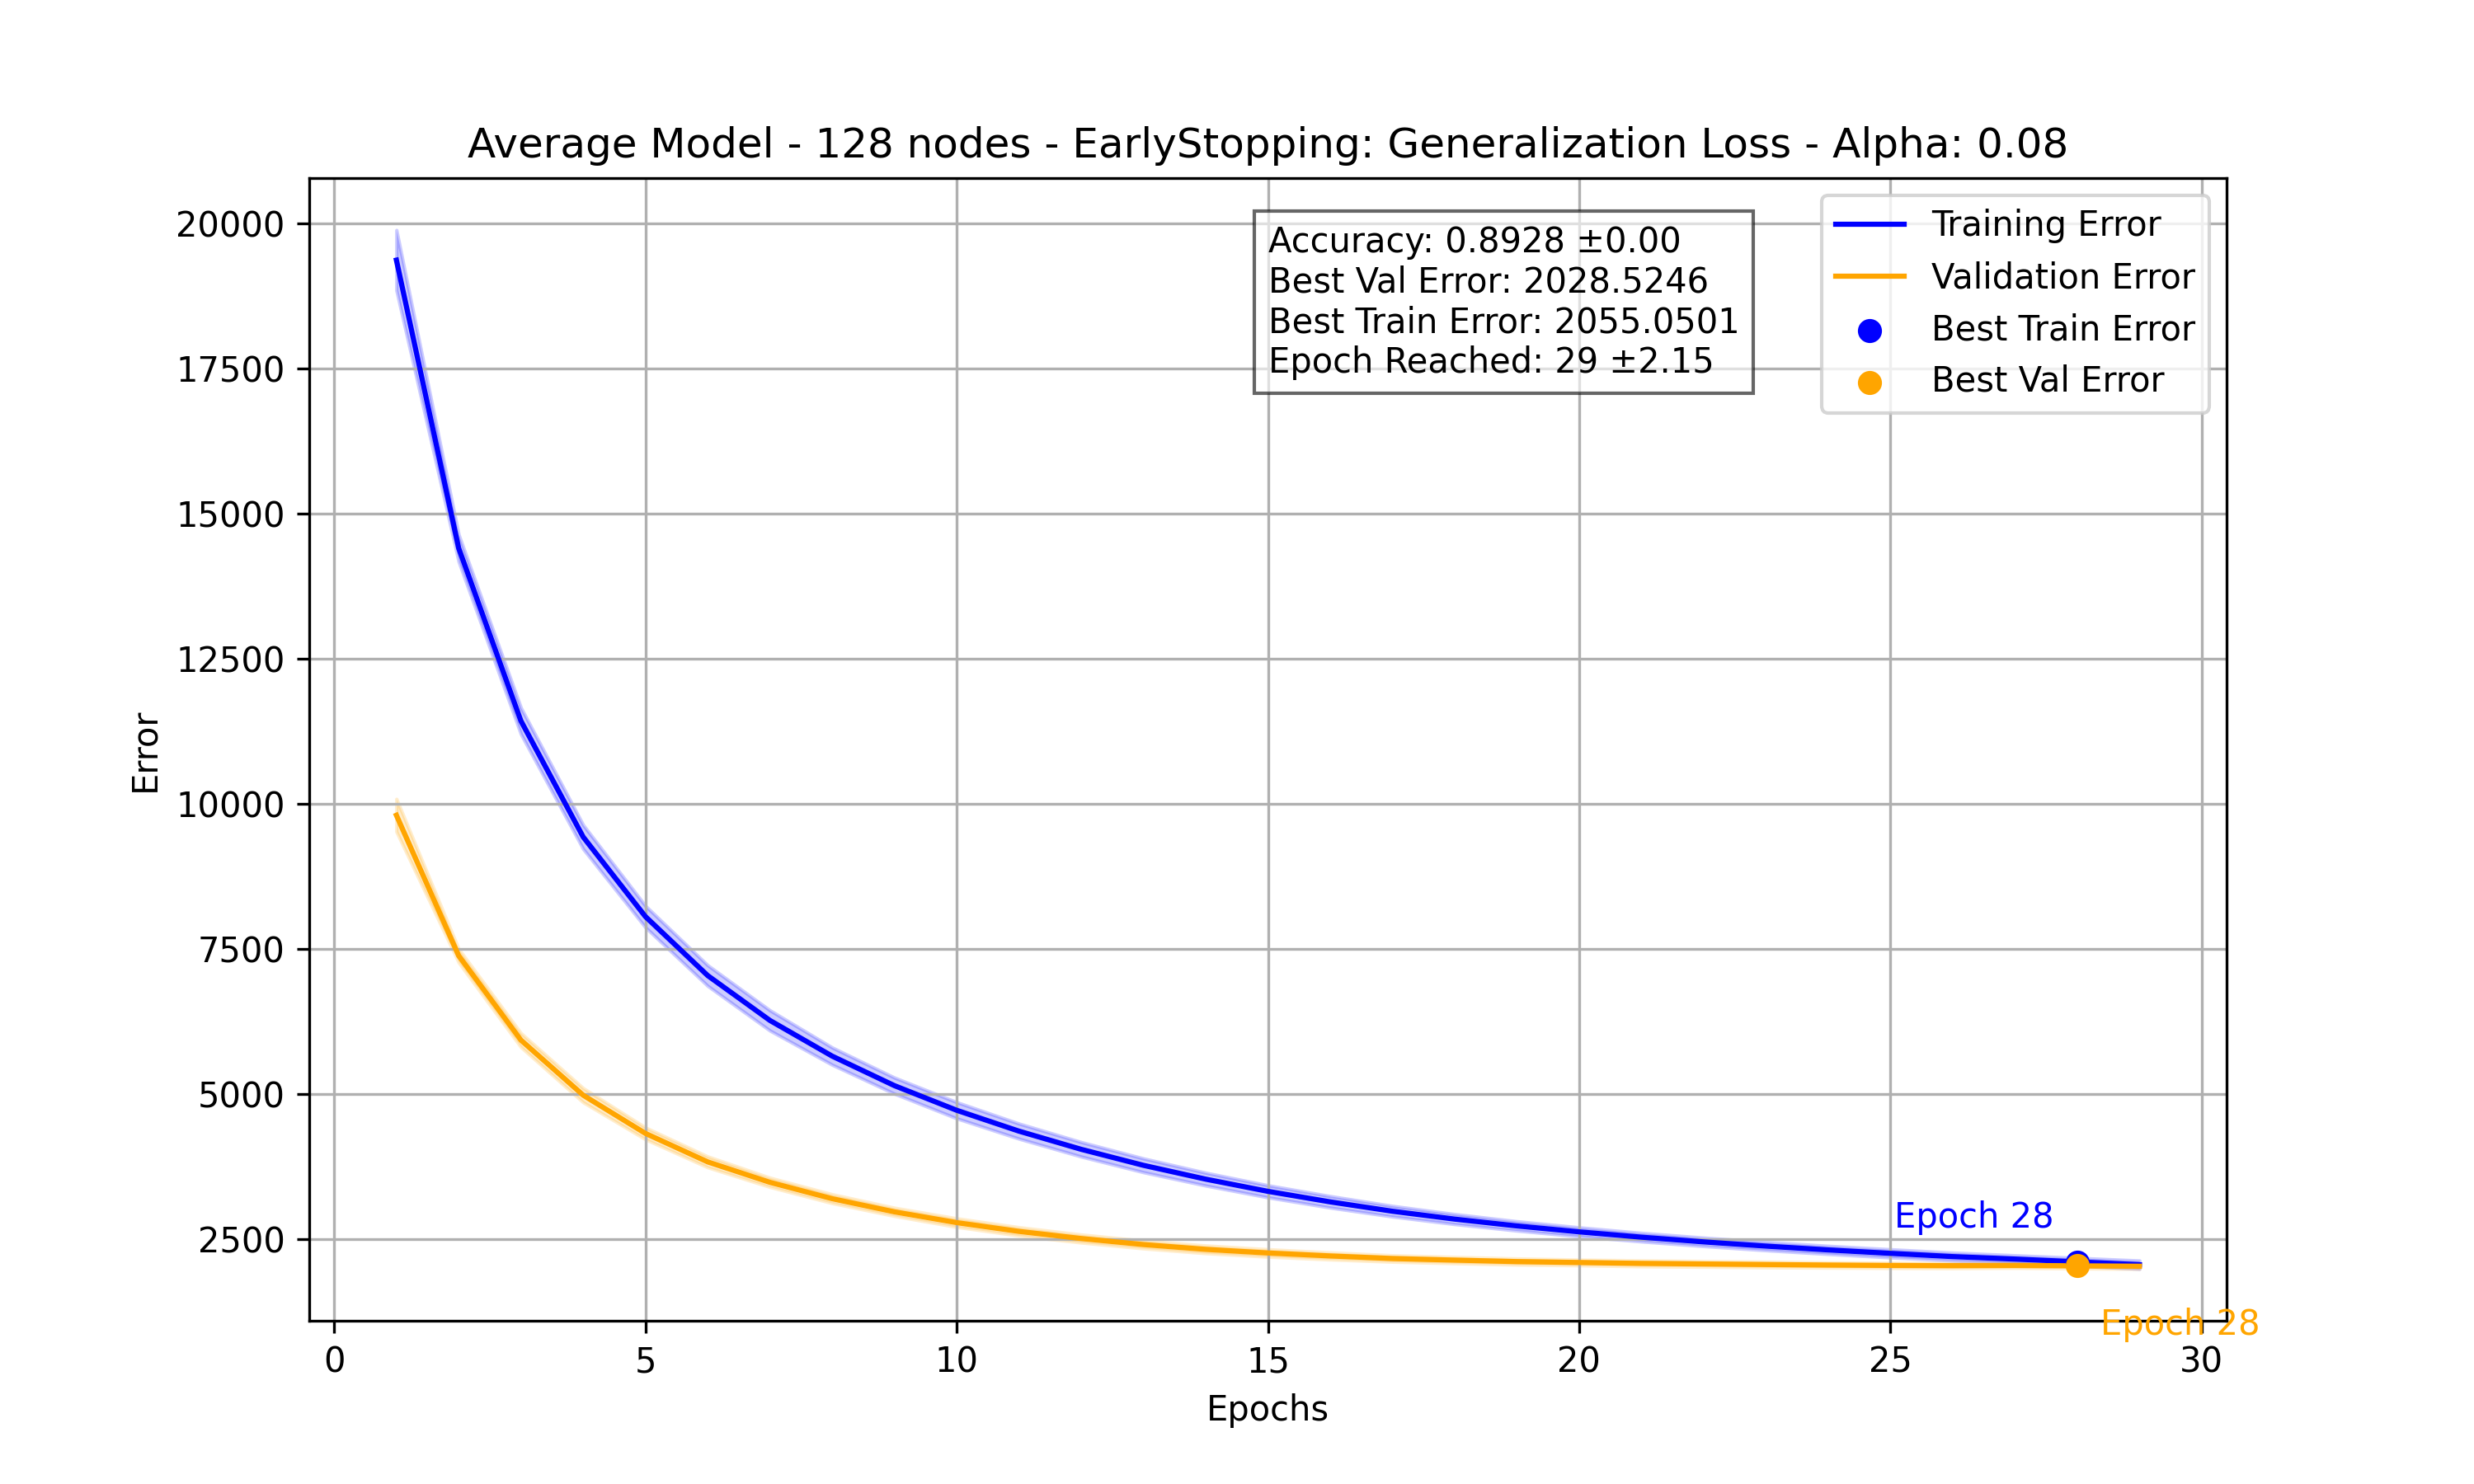 Average Model - 128 nodes - EarlyStopping: Generalization Loss - Alpha: 0.08
20000
17500
15000
12500
10000
7500
5000
2500
Error
Accuracy: 0.8928 ±0.00
Best Val Error: 2028.5246
Best Train Error: 2055.0501
Epoch Reached: 29 ±2.15
Training Error
Validation Error
Best Train Error
Best Val Error
Epoch 28
Epoch 28
0 5 10 15 20 25 30
Epochs